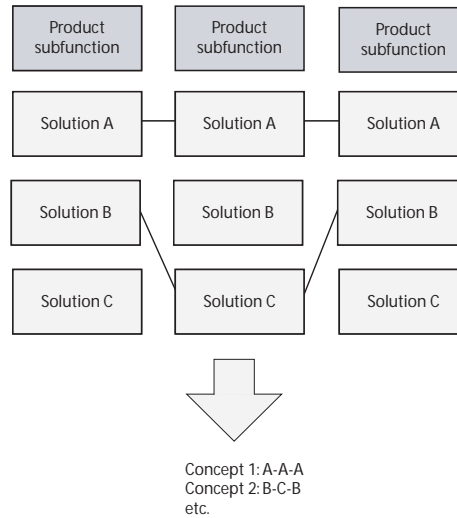 Product
subfunction
Product
subfunction
Product
subfunction
Solution A
Solution A
Solution A
Solution B
Solution B
Solution B
Solution C
Solution C
Solution C
Concept 1: A-A-A
Concept 2: B-C-B
etc.